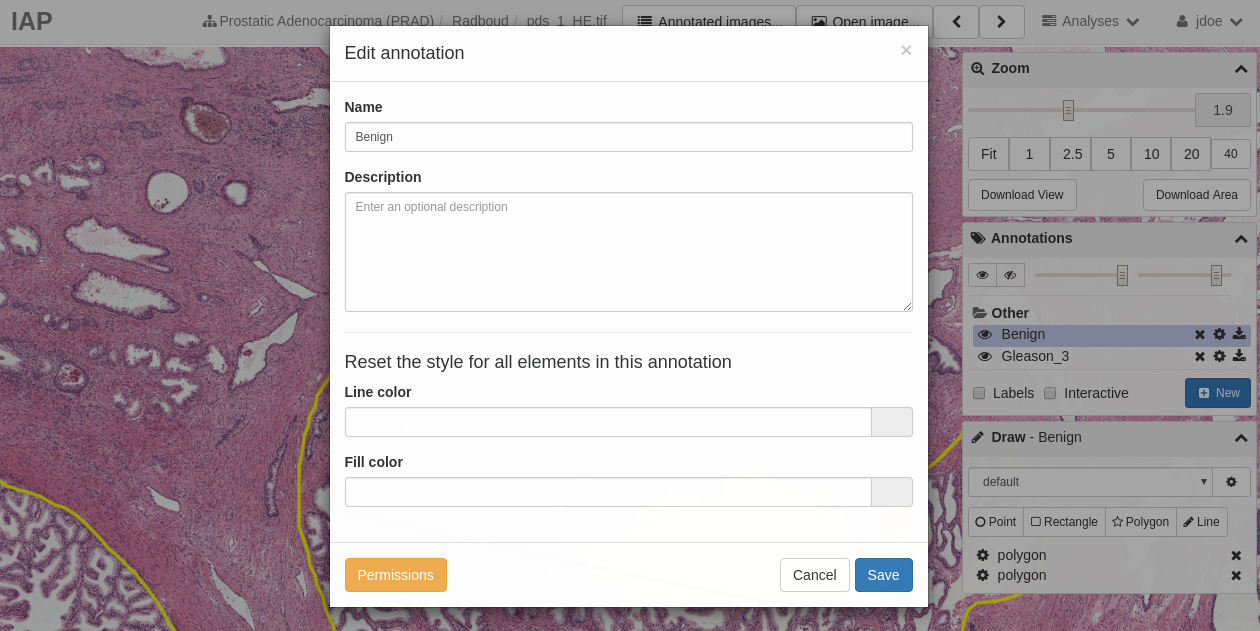 IAP Prostatic Adenocarcinoma (PRAD) / Radboud / pds_1_HE.tif Annotated images... Open image... Analyses jdoe
Edit annotation ×
Name
Benign
Description
Enter an optional description
Reset the style for all elements in this annotation
Line color
Fill color
Permissions Cancel Save
Zoom
1.9
Fit 1 2.5 5 10 20 40
Download View Download Area
Annotations
Other
Benign
Gleason_3
Labels Interactive New
Draw - Benign
default
Point Rectangle Polygon Line
polygon
polygon